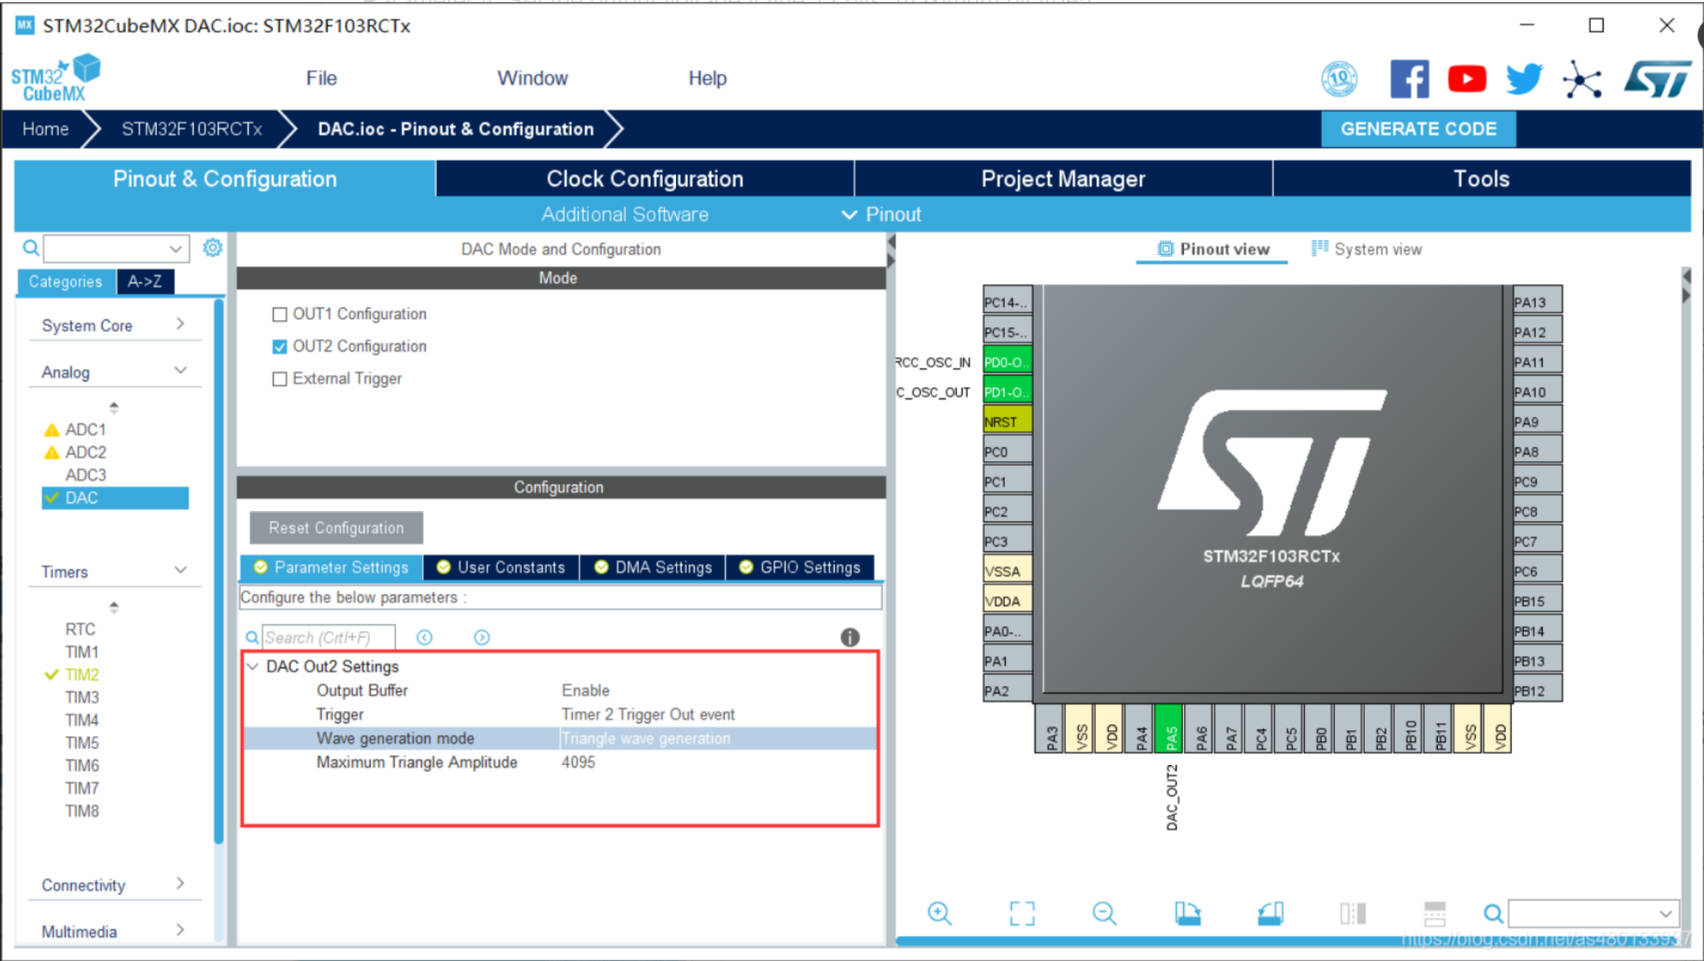 STM32CubeMX DAC.ioc: STM32F103RCTx
STM32
CubeMX
File
Window
Help
Home
STM32F103RCTx
DAC.ioc - Pinout & Configuration
GENERATE CODE
Pinout & Configuration
Clock Configuration
Project Manager
Tools
Additional Software
Pinout
Categories
A->Z
System Core
Analog
ADC1
ADC2
ADC3
DAC
Timers
RTC
TIM1
TIM2
TIM3
TIM4
TIM5
TIM6
TIM7
TIM8
Connectivity
Multimedia
DAC Mode and Configuration
Mode
OUT1 Configuration
OUT2 Configuration
External Trigger
Configuration
Reset Configuration
Parameter Settings
User Constants
DMA Settings
GPIO Settings
Configure the below parameters :
Search (CrtI+F)
DAC Out2 Settings
Output Buffer Enable
Trigger Timer 2 Trigger Out event
Wave generation mode Triangle wave generation
Maximum Triangle Amplitude 4095
Pinout view
System view
PC14-..
PC15-..
RCC_OSC_IN PD0-O..
C_OSC_OUT PD1-O..
NRST
PC0
PC1
PC2
PC3
VSSA
VDDA
PA0-..
PA1
PA2
STM32F103RCTx
LQFP64
PA13
PA12
PA11
PA10
PA9
PA8
PC9
PC8
PC7
PC6
PB15
PB14
PB13
PB12
PA3
VSS
VDD
PA4
PA5
PA6
PA7
PC4
PC5
PB0
PB1
PB2
PB10
PB11
VSS
VDD
DAC_OUT2